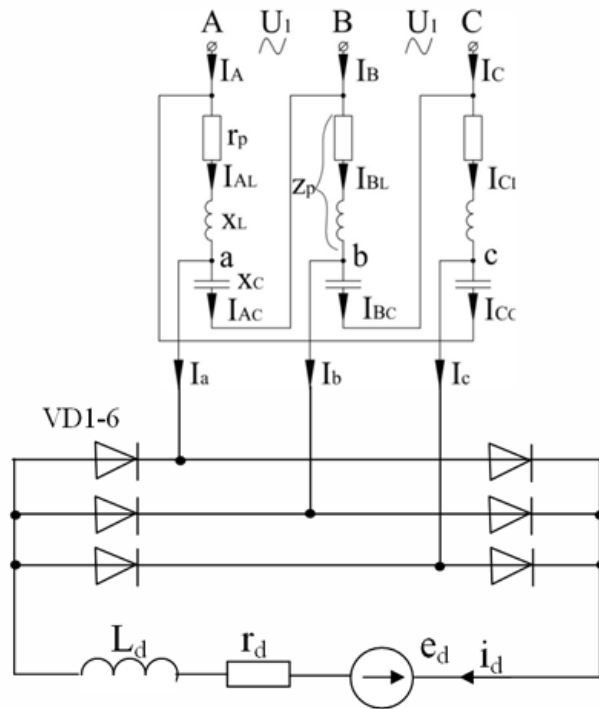 A U1 B U1 C
IA IB IC
rp
IAL zp IBL ICL
xL
a b c
xC
IAC IBC ICC
Ia Ib Ic
VD1-6
Ld rd ed id